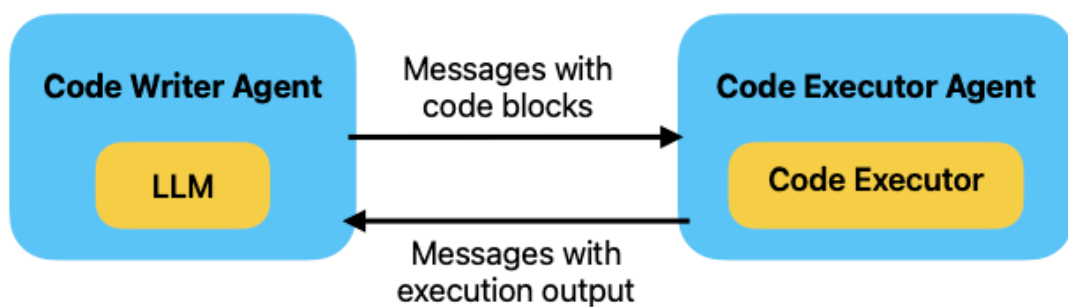 Code Writer Agent
LLM
Messages with
code blocks
Code Executor Agent
Code Executor
Messages with
execution output